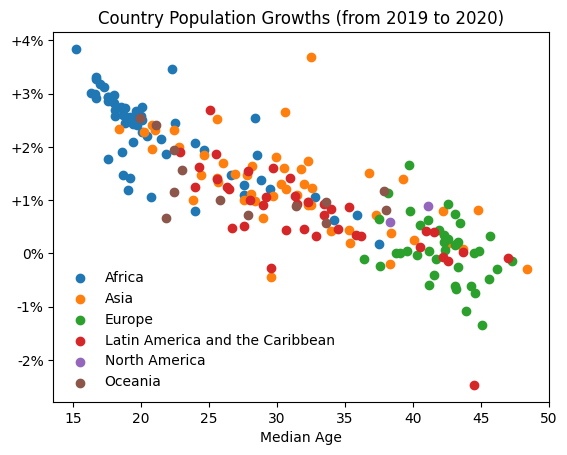 Country Population Growths (from 2019 to 2020)
+4%
+3%
+2%
+1%
0%
-1%
-2%
Africa
Asia
Europe
Latin America and the Caribbean
North America
Oceania
15 20 25 30 35 40 45 50
Median Age